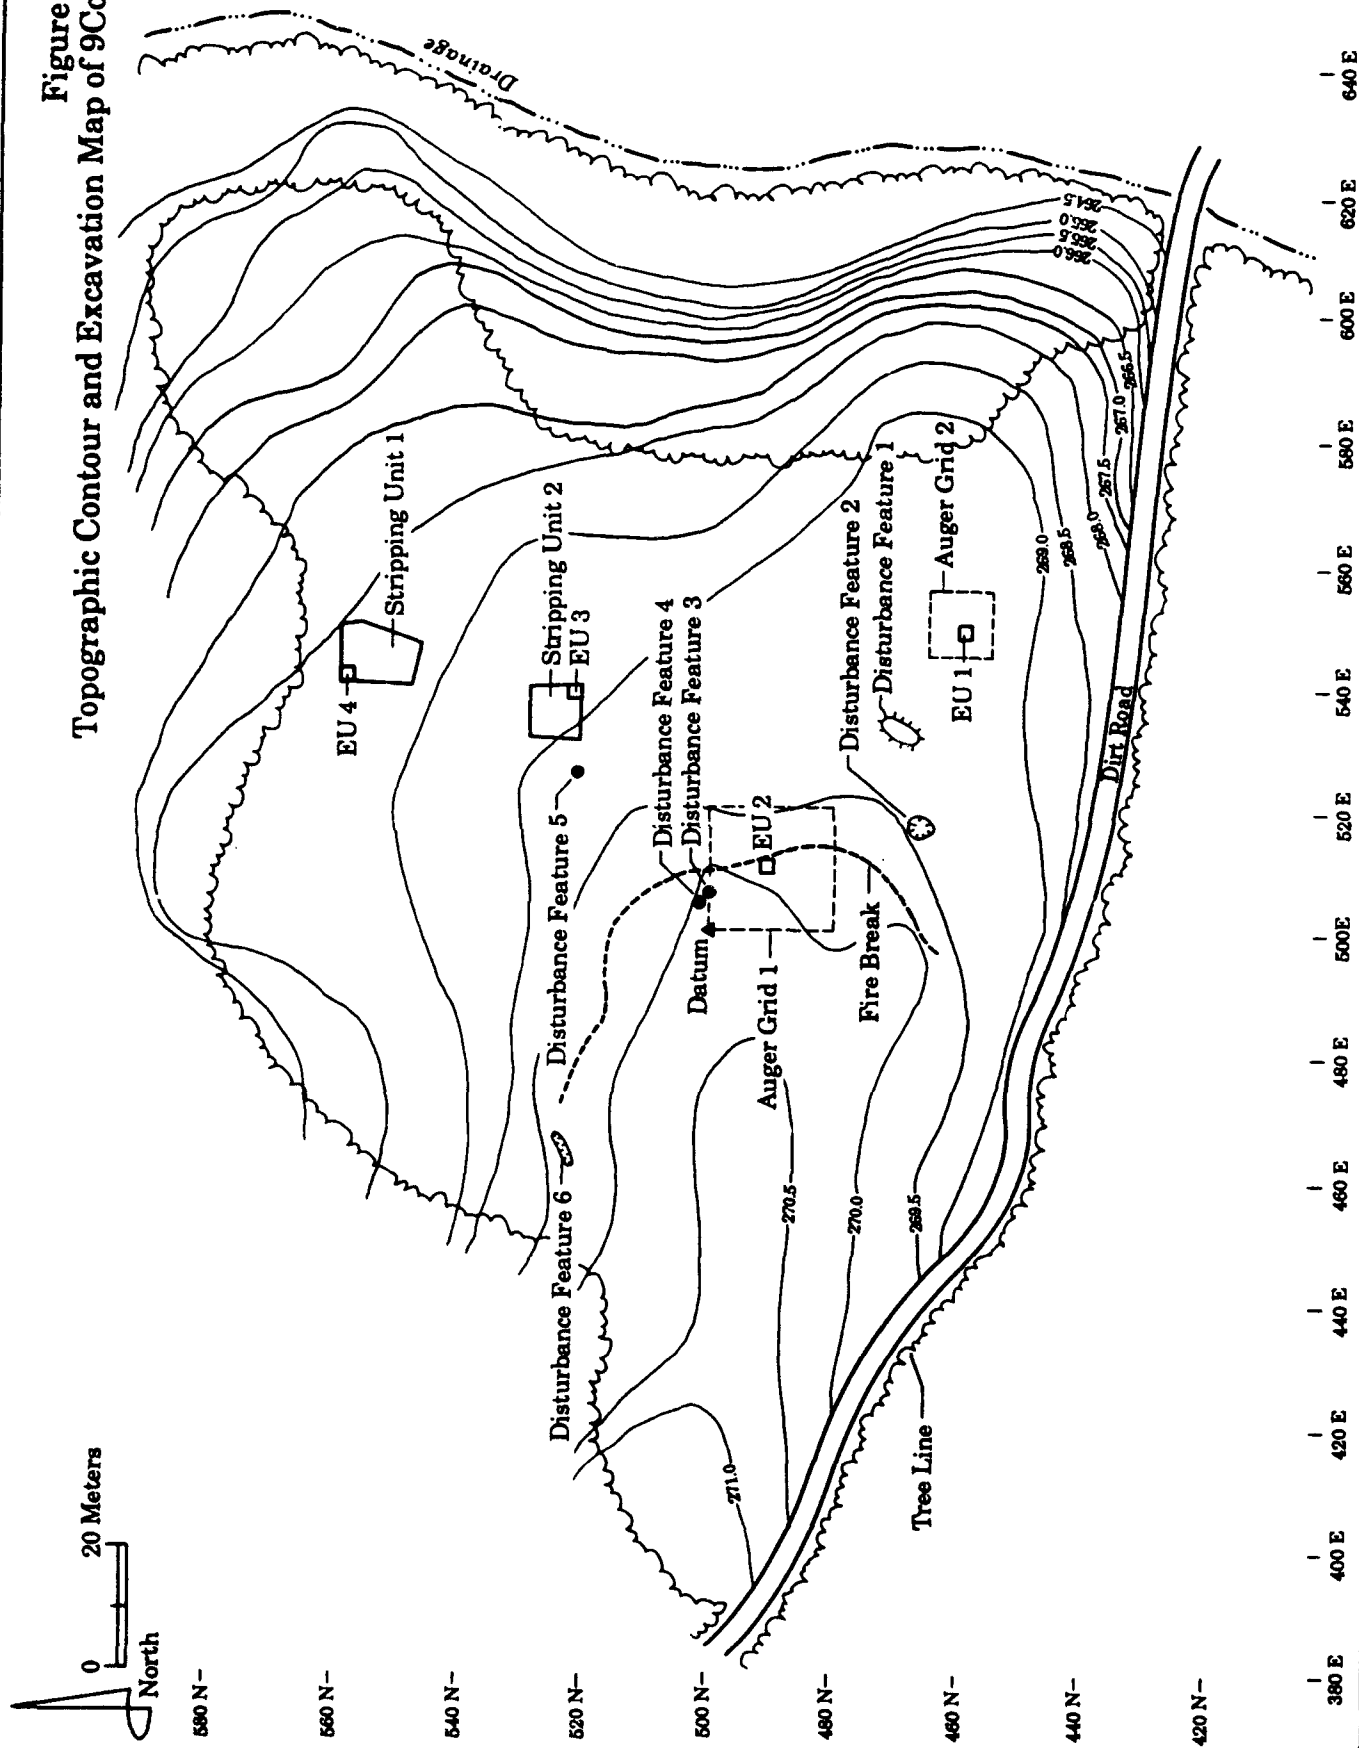 Figure
Topographic Contour and Excavation Map of 9Co
0 20 Meters
North
Drainage
580 N
560 N
540 N
520 N
500 N
480 N
460 N
440 N
420 N
380 E
400 E
420 E
440 E
460 E
480 E
500E
520 E
540 E
560 E
580 E
600 E
620 E
640 E
EU 4
Stripping Unit 1
Stripping Unit 2
EU 3
Disturbance Feature 5
Disturbance Feature 4
Disturbance Feature 3
Disturbance Feature 6
Datum
EU 2
Auger Grid 1
Fire Break
Disturbance Feature 2
Disturbance Feature 1
Auger Grid 2
EU 1
Dirt Road
Tree Line
271.0
270.5
270.0
269.5
269.0
268.5
268.0
267.5
267.0
266.5
266.0
265.5
265.0
264.5